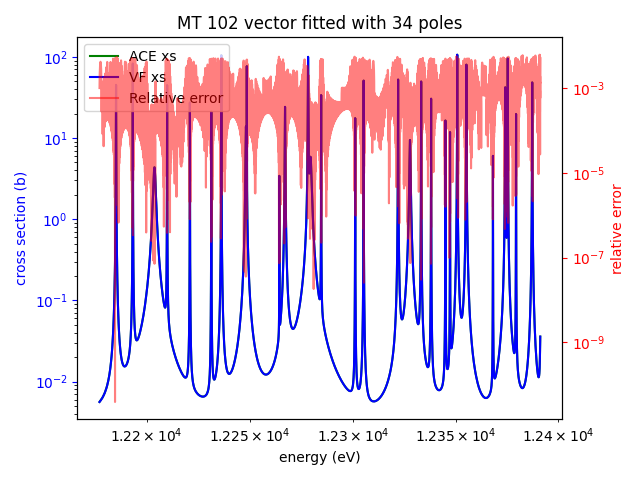 MT 102 vector fitted with 34 poles
ACE xs
VF xs
Relative error
cross section (b)
10²
10¹
10⁰
10⁻¹
10⁻²
relative error
10⁻³
10⁻⁵
10⁻⁷
10⁻⁹
1.22 × 10⁴ 1.225 × 10⁴ 1.23 × 10⁴ 1.235 × 10⁴ 1.24 × 10⁴
energy (eV)